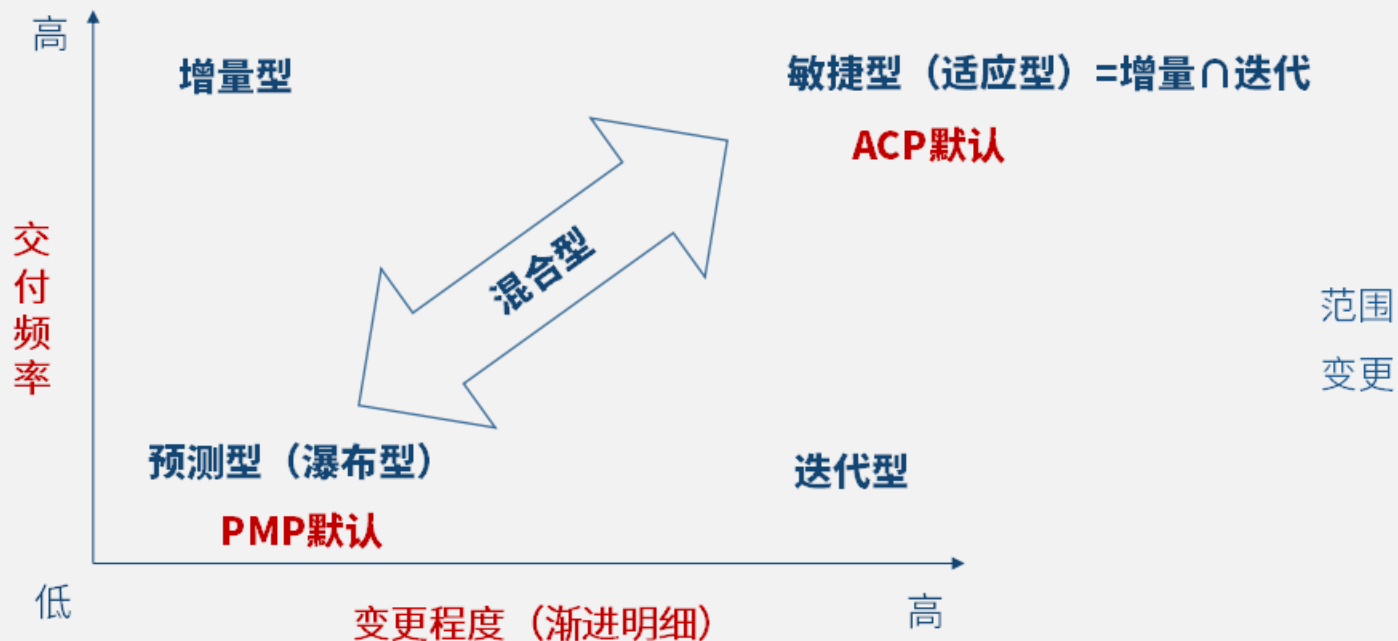 高
增量型
敏捷型（适应型）=增量∩迭代
ACP默认
交付频率
混合型
范围
变更
预测型（瀑布型）
迭代型
PMP默认
低
变更程度（渐进明细）
高